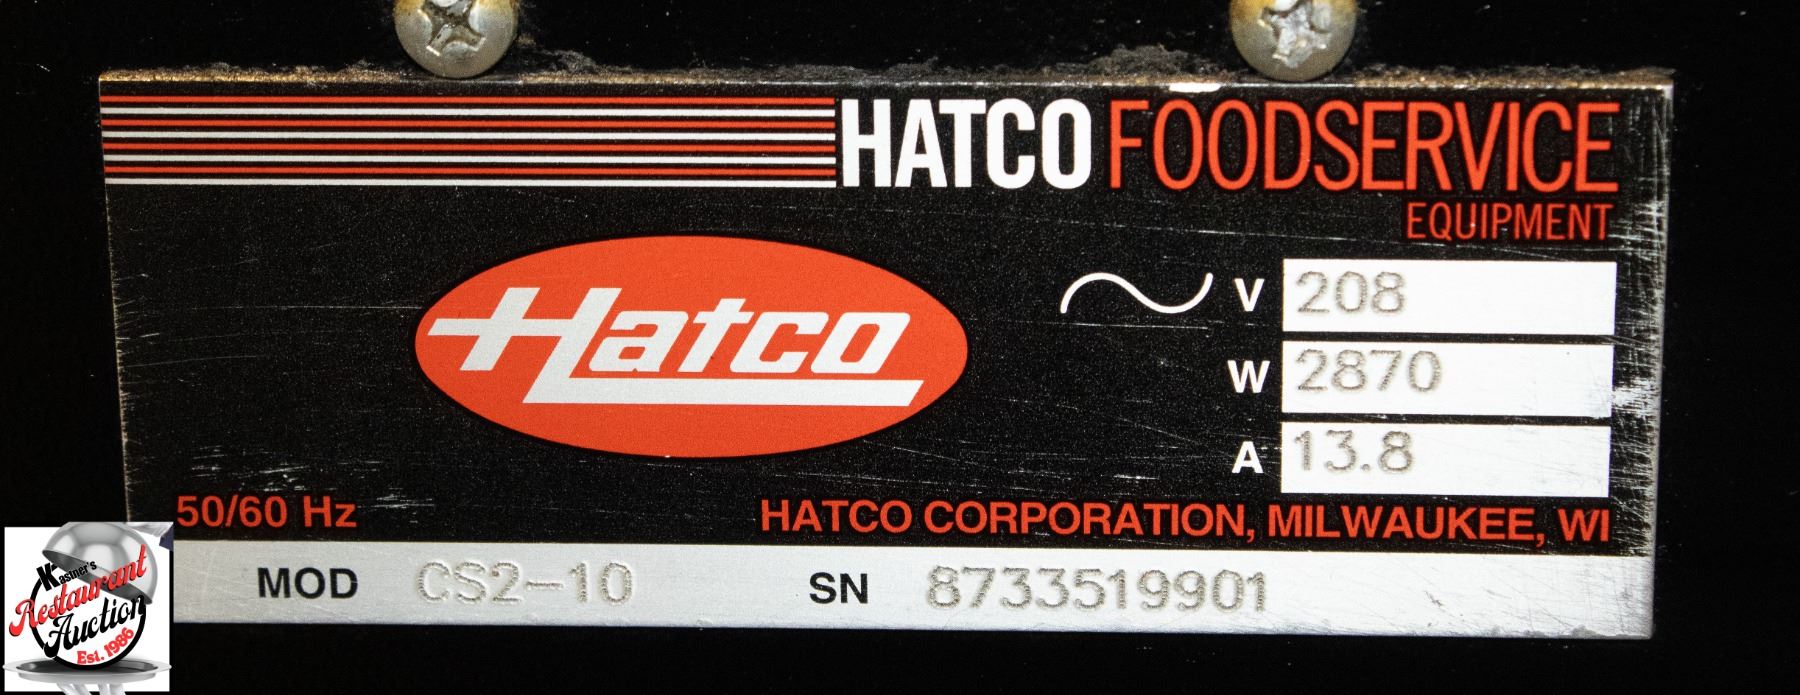 HATCO FOODSERVICE
EQUIPMENT
Hatco
V 208
W 2870
A 13.8
50/60 Hz
HATCO CORPORATION, MILWAUKEE, WI
MOD CS2-10 SN 8733519901
Kastner's
Restaurant
Auction
Est. 1986